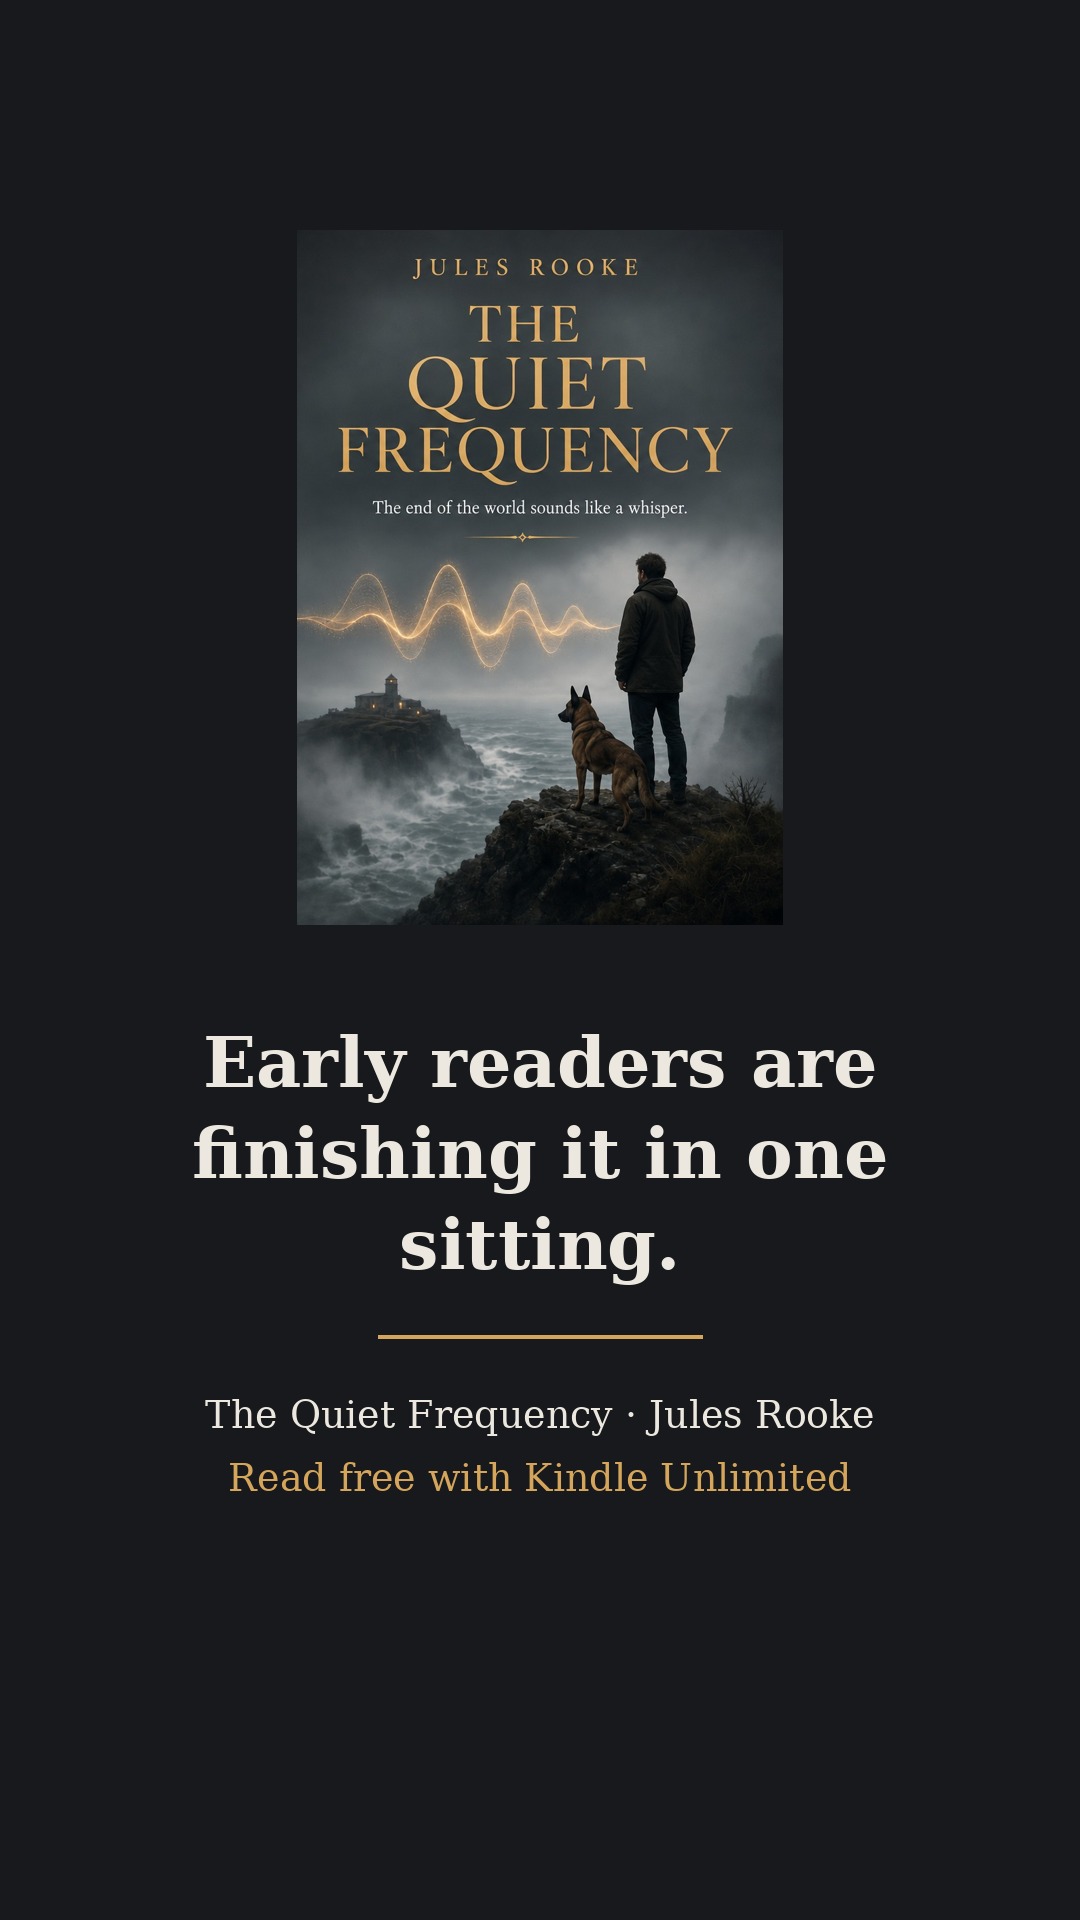 JULES ROOKE
THE
QUIET
FREQUENCY
The end of the world sounds like a whisper.
Early readers are
finishing it in one
sitting.
The Quiet Frequency · Jules Rooke
Read free with Kindle Unlimited